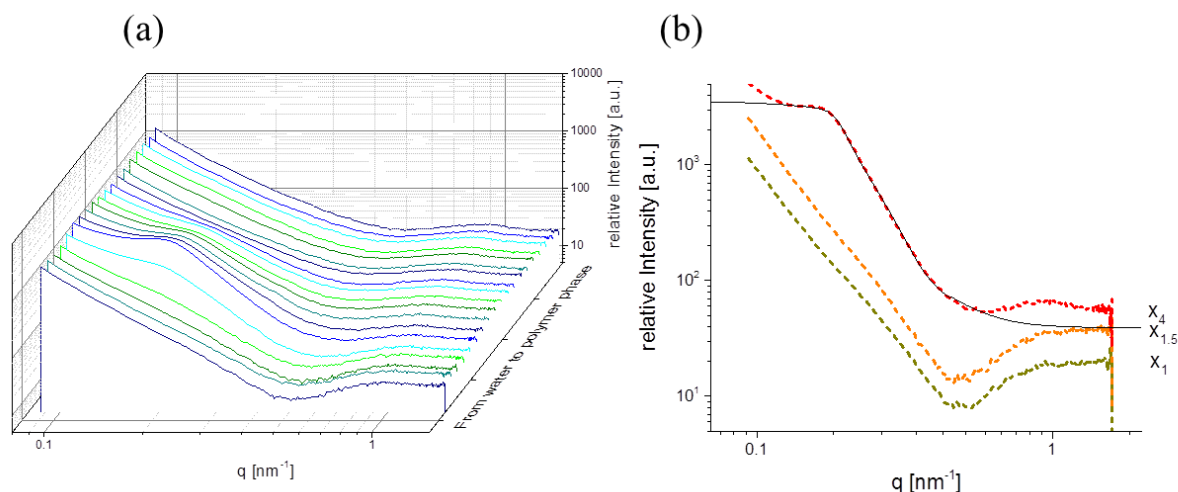 (a)
(b)
10000
1000
100
10
relative Intensity [a.u.]
From water to polymer phase
0.1
1
q [nm⁻¹]
relative Intensity [a.u.]
10³
10²
10¹
X₄
X₁.₅
X₁
0.1
1
q [nm⁻¹]